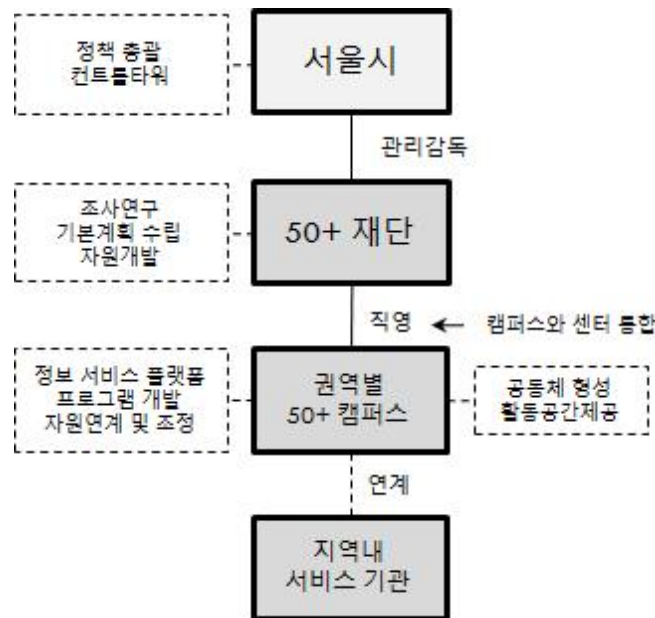 정책 총괄
컨트롤타워
서울시
관리감독
조사연구
기본계획 수립
자원개발
50+ 재단
직영
캠퍼스와 센터 통합
정보 서비스 플랫폼
프로그램 개발
자원연계 및 조정
권역별
50+ 캠퍼스
공동체 형성
활동공간제공
연계
지역내
서비스 기관